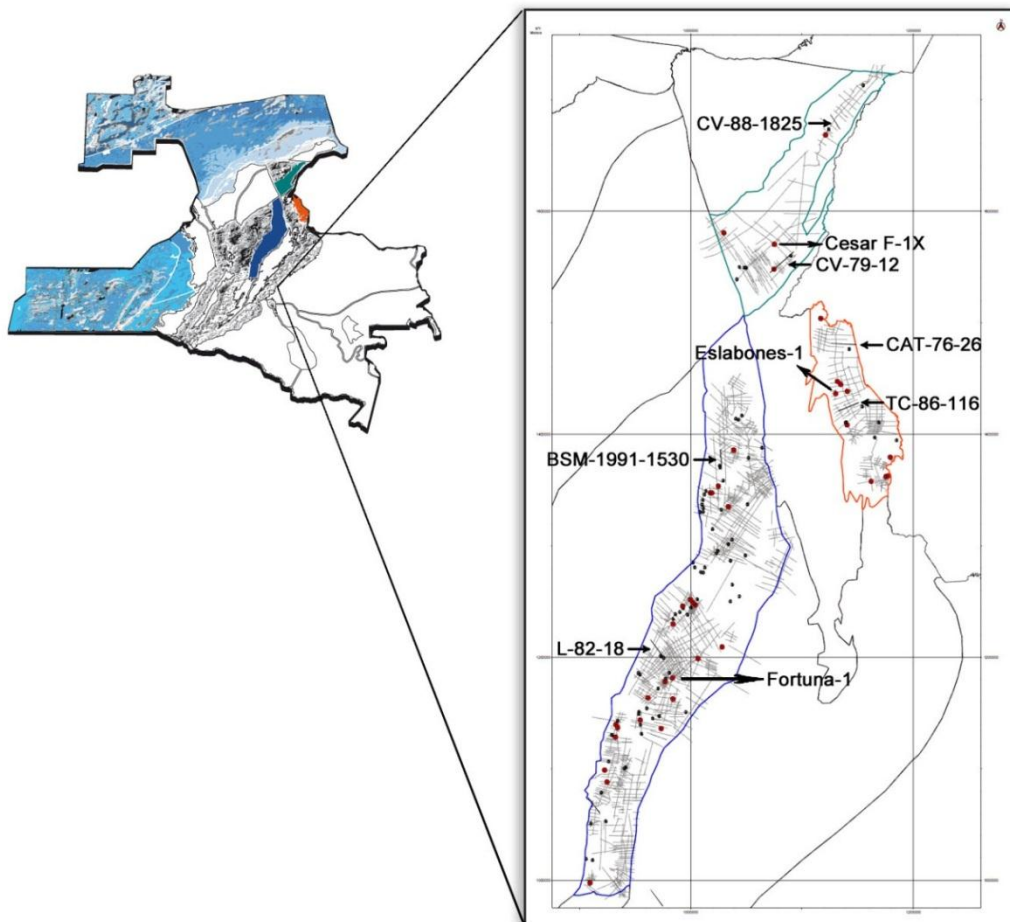 CV-88-1825
Cesar F-1X
CV-79-12
CAT-76-26
Eslabones-1
TC-86-116
BSM-1991-1530
L-82-18
Fortuna-1